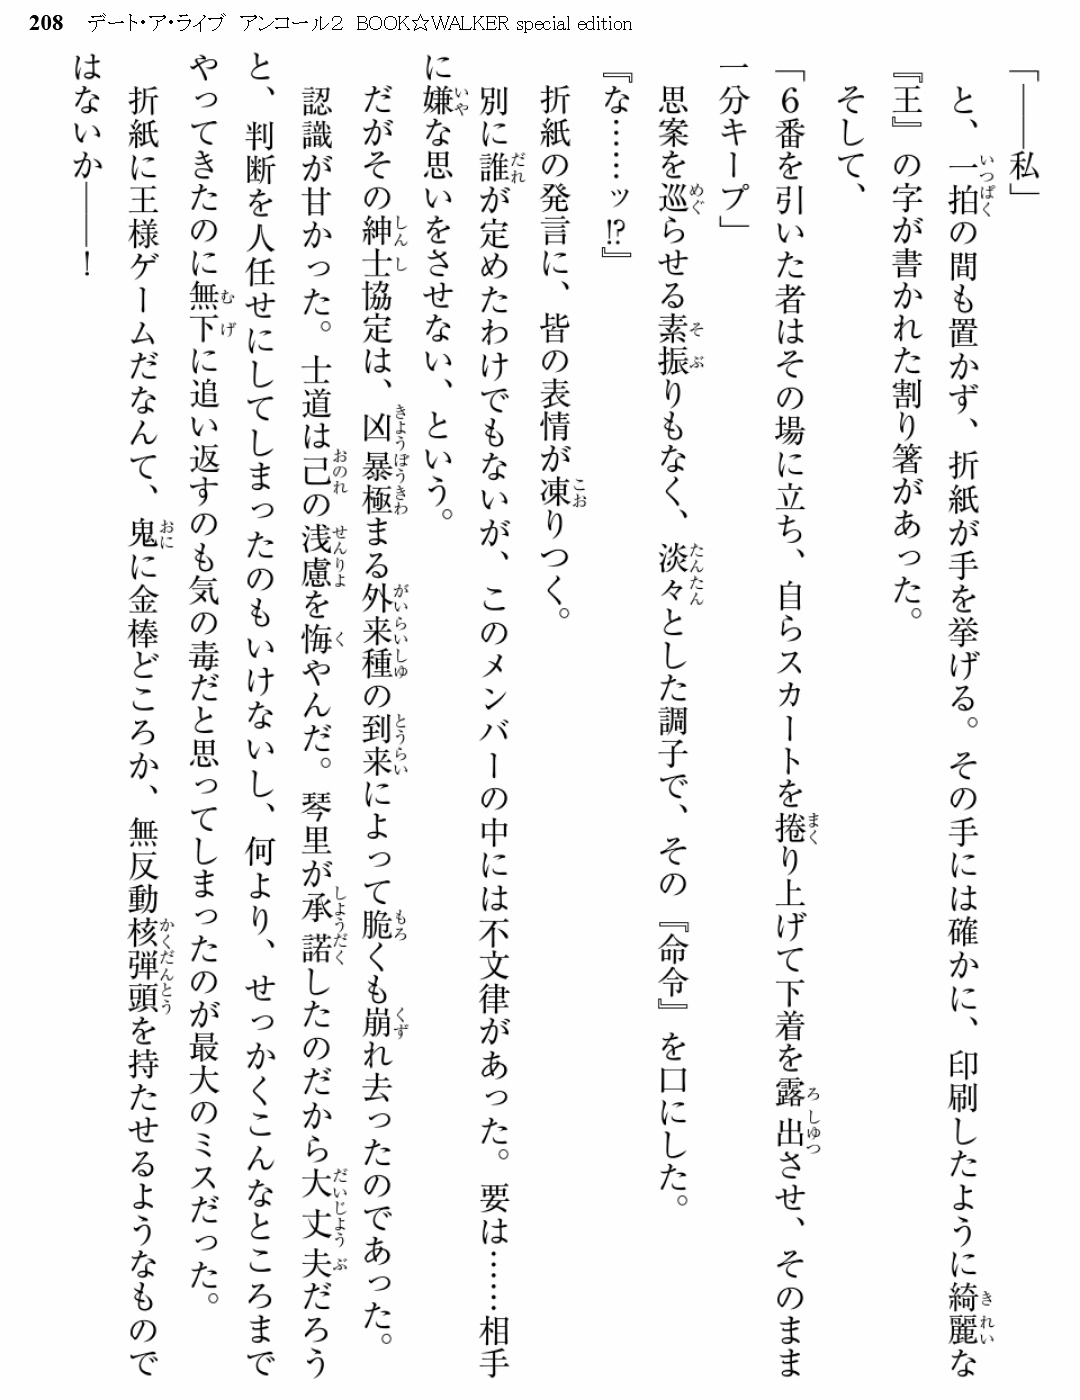 208 デート・ア・ライブ アンコール2 BOOK☆WALKER special edition
「――私」
と、一拍の間も置かず、折紙が手を挙げる。その手には確かに、印刷したように綺麗な
『王』の字が書かれた割り箸があった。
そして、
「6番を引いた者はその場に立ち、自らスカートを捲り上げて下着を露出させ、そのまま
一分キープ」
思案を巡らせる素振りもなく、淡々とした調子で、その『命令』を口にした。
『な……ッ!?』
折紙の発言に、皆の表情が凍りつく。
別に誰が定めたわけでもないが、このメンバーの中には不文律があった。要は……相手
に嫌な思いをさせない、という。
だがその紳士協定は、凶暴極まる外来種の到来によって脆くも崩れ去ったのであった。
認識が甘かった。士道は己の浅慮を悔やんだ。琴里が承諾したのだから大丈夫だろう
と、判断を人任せにしてしまったのもいけないし、何より、せっかくこんなところまで
やってきたのに無下に追い返すのも気の毒だと思ってしまったのが最大のミスだった。
折紙に王様ゲームだなんて、鬼に金棒どころか、無反動核弾頭を持たせるようなもので
はないか――！